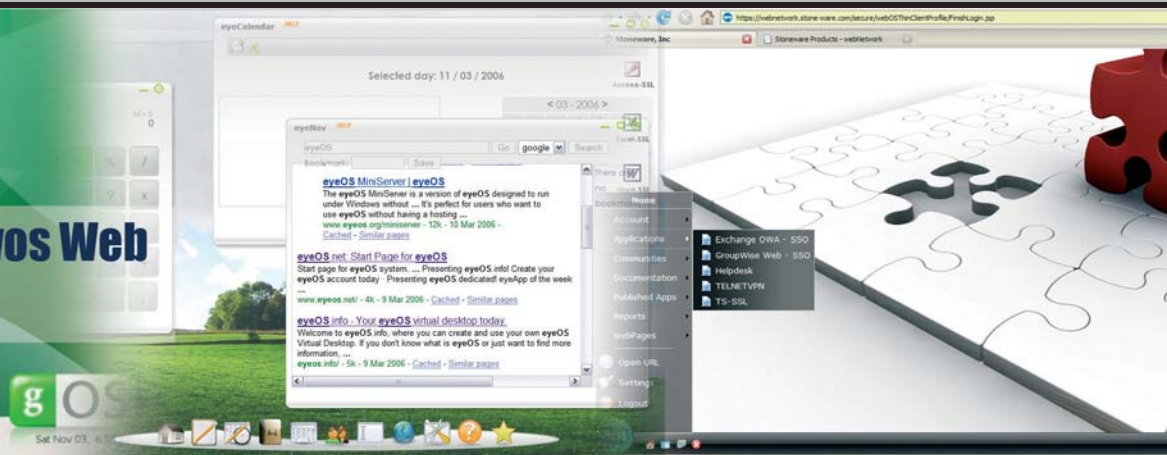 eyeCalendar HELP
https://webnetwork.stone-ware.com/secure/webOSThinClientProfile/FinishLogin.jsp
Stoneware, Inc
Stoneware Products - webNetwork
Selected day: 11 / 03 / 2006
Access-SSL
< 03 - 2006 >
M+S
0
eyeNav HELP
Excel-SSL
eyeOS Go google Search
Bookmark: Save
% /
9 x
There
no
bookm
eyeOS MiniServer | eyeOS
The eyeOS MiniServer is a version of eyeOS designed to run
under Windows without ... It's perfect for users who want to
use eyeOS without having a hosting ...
www.eyeos.org/miniserver - 12k - 10 Mar 2006 -
Cached - Similar pages
eyeOS.net: Start Page for eyeOS
Start page for eyeOS system. ... Presenting eyeOS.info! Create your
eyeOS account today · Presenting eyeOS dedicated! eyeApp of the week
...
www.eyeos.net/ - 4k - 9 Mar 2006 - Cached - Similar pages
eyeOS.info - Your eyeOS virtual desktop today.
Welcome to eyeOS.info, where you can create and use your own eyeOS
Virtual Desktop. If you don't know what is eyeOS or just want to find more
information, ...
eyeos.info/ - 5k - 9 Mar 2006 - Cached - Similar pages
yos Web
None
Account
Applications
Communities
Documentation
Published Apps
Reports
webPages
Open URL
Settings
Logout
Exchange OWA - SSO
GroupWise Web - SSO
Helpdesk
TELNETVPN
TS-SSL
g OS
Sat Nov 03,